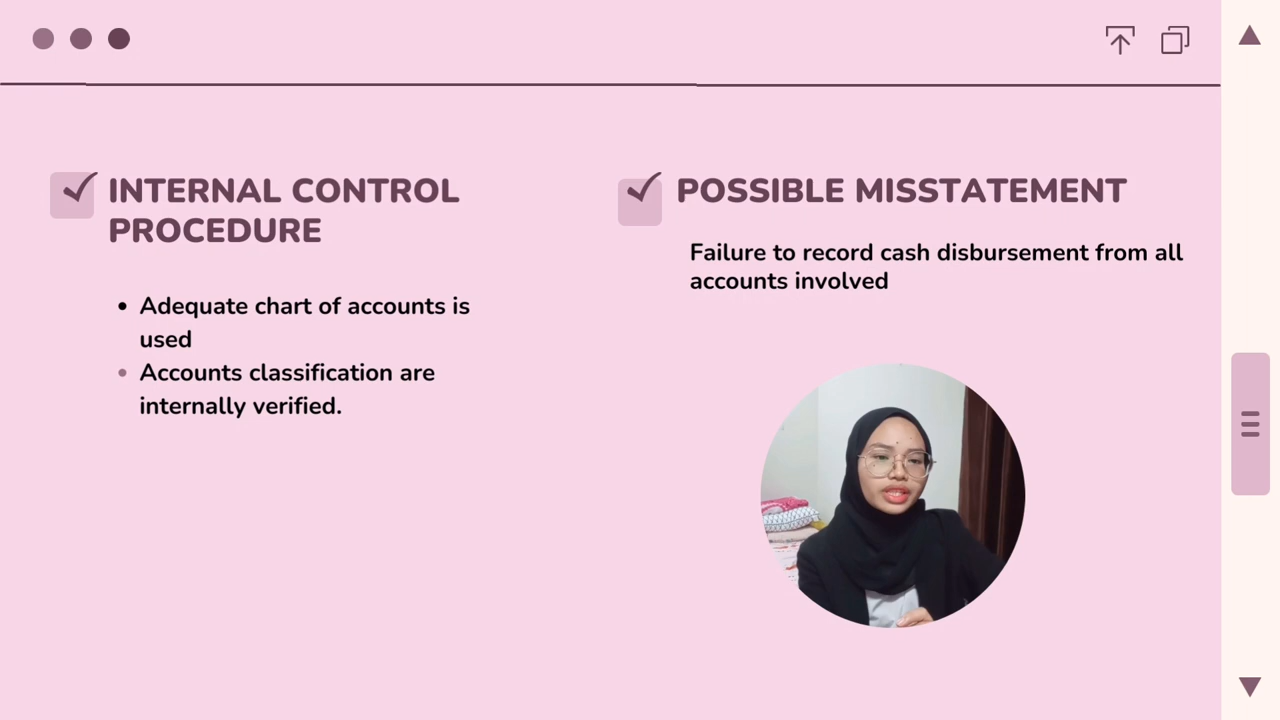 INTERNAL CONTROL
PROCEDURE
• Adequate chart of accounts is
used
• Accounts classification are
internally verified.
POSSIBLE MISSTATEMENT
Failure to record cash disbursement from all
accounts involved